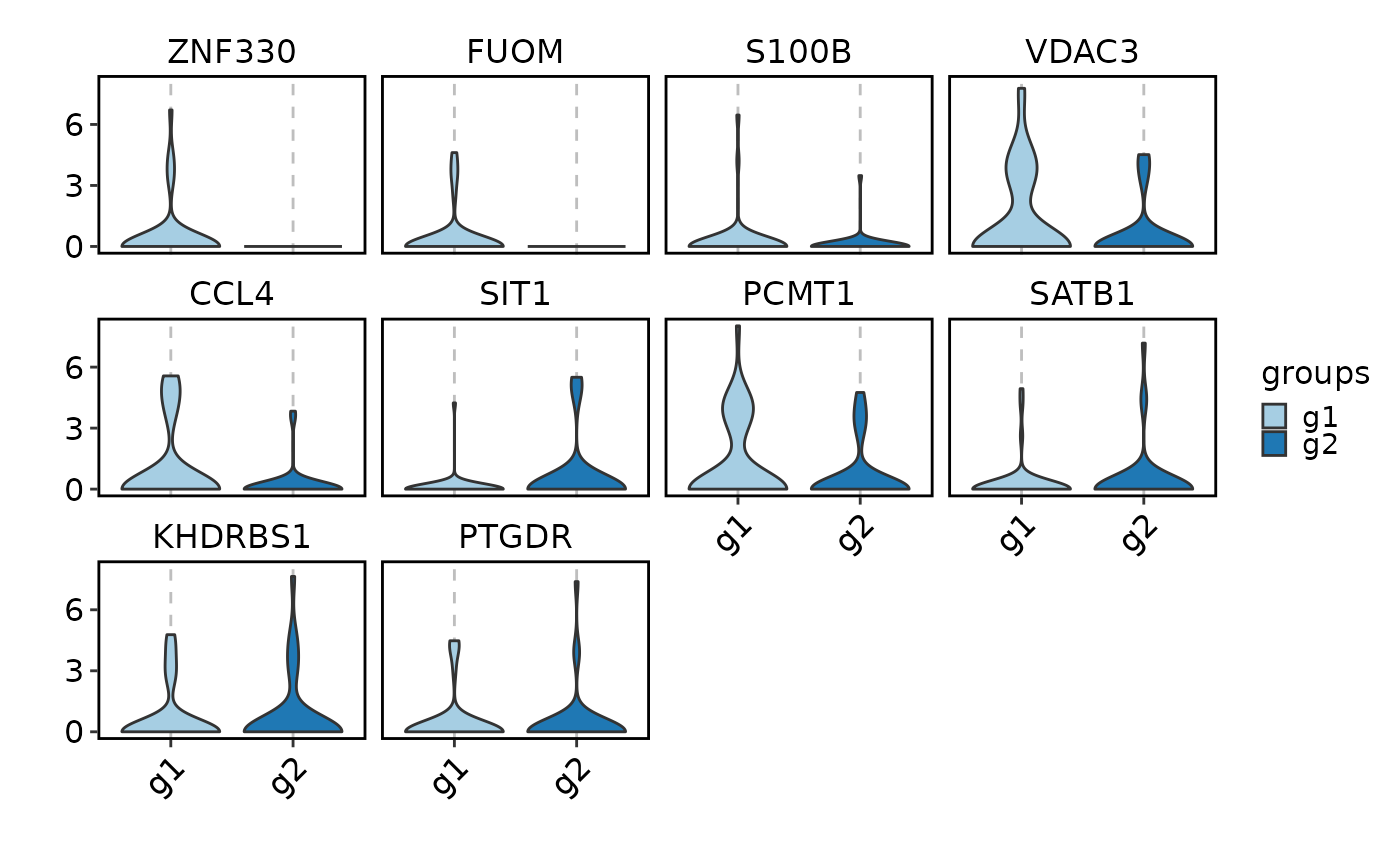 ZNF330 FUOM S100B VDAC3
6
3
0
CCL4 SIT1 PCMT1 SATB1
6
3
0
groups
g1
g2
g1 g2 g1 g2
KHDRBS1 PTGDR
6
3
0
g1 g2 g1 g2